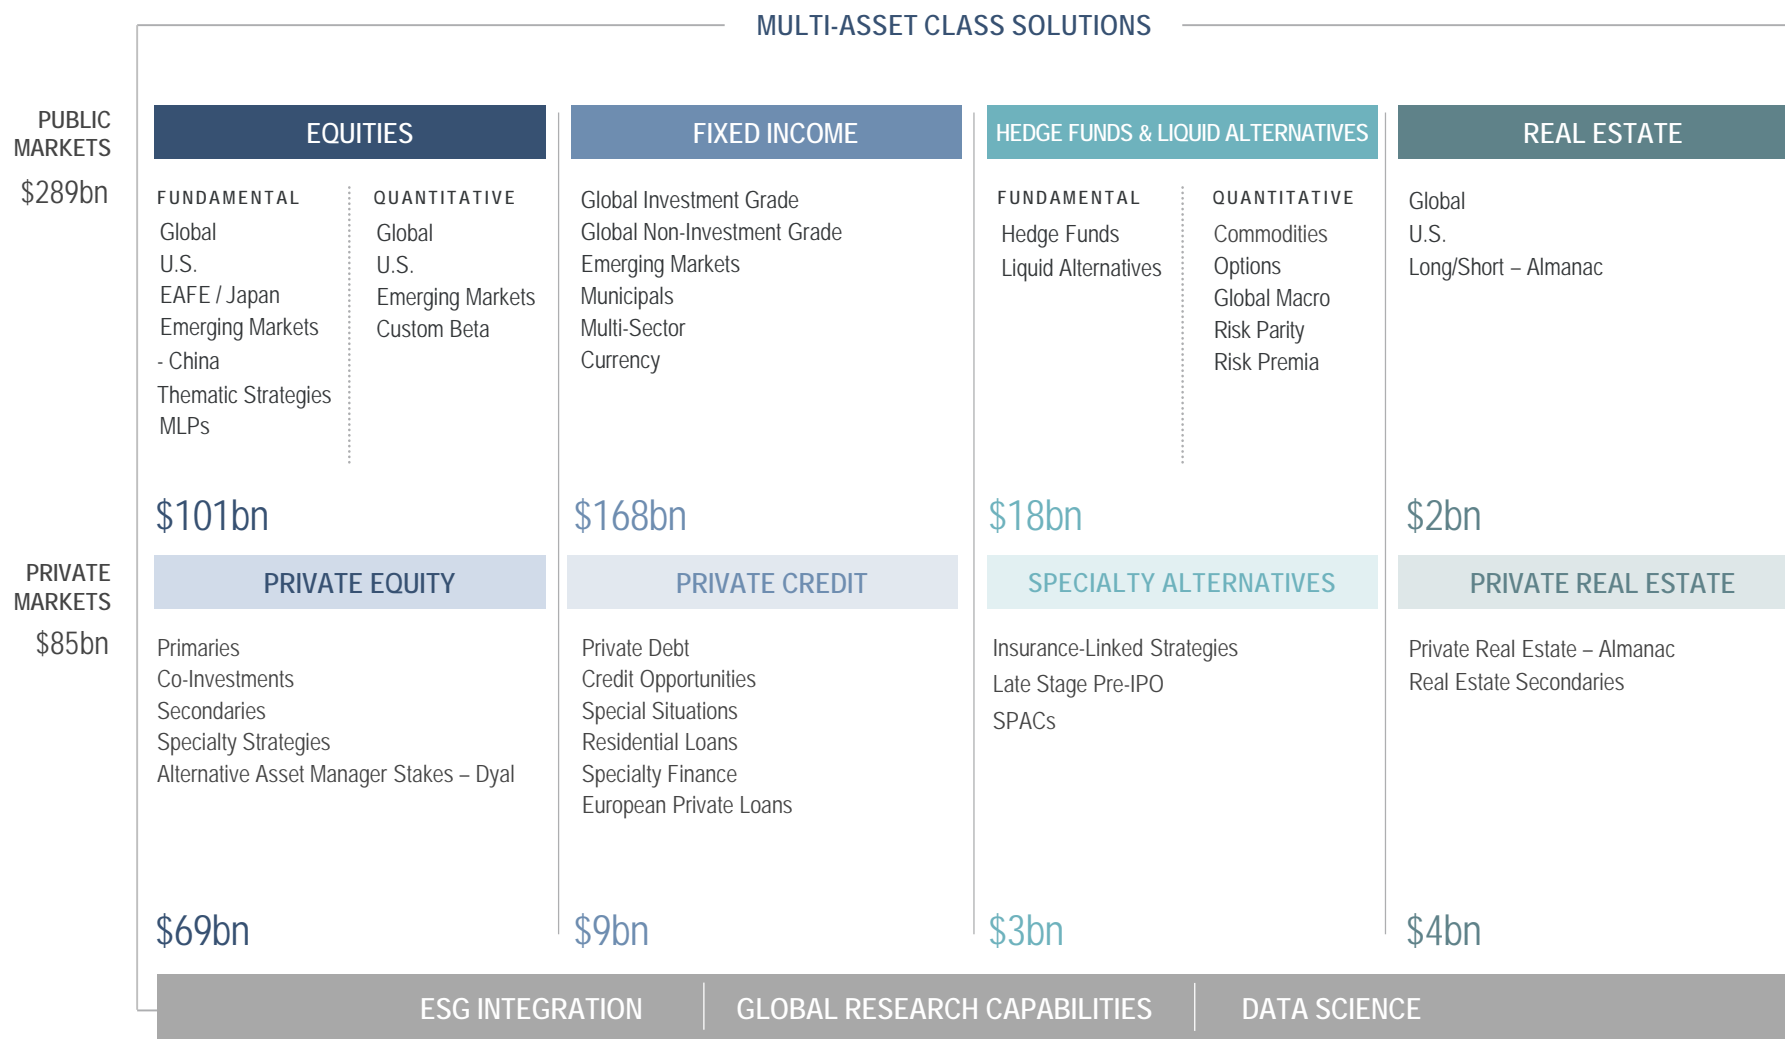 MULTI-ASSET CLASS SOLUTIONS
PUBLIC
MARKETS
$289bn
EQUITIES
FUNDAMENTAL
Global
U.S.
EAFE / Japan
Emerging Markets
- China
Thematic Strategies
MLPs
QUANTITATIVE
Global
U.S.
Emerging Markets
Custom Beta
$101bn
FIXED INCOME
Global Investment Grade
Global Non-Investment Grade
Emerging Markets
Municipals
Multi-Sector
Currency
$168bn
HEDGE FUNDS & LIQUID ALTERNATIVES
FUNDAMENTAL
Hedge Funds
Liquid Alternatives
QUANTITATIVE
Commodities
Options
Global Macro
Risk Parity
Risk Premia
$18bn
REAL ESTATE
Global
U.S.
Long/Short – Almanac
$2bn
PRIVATE
MARKETS
$85bn
PRIVATE EQUITY
Primaries
Co-Investments
Secondaries
Specialty Strategies
Alternative Asset Manager Stakes – Dyal
$69bn
PRIVATE CREDIT
Private Debt
Credit Opportunities
Special Situations
Residential Loans
Specialty Finance
European Private Loans
$9bn
SPECIALTY ALTERNATIVES
Insurance-Linked Strategies
Late Stage Pre-IPO
SPACs
$3bn
PRIVATE REAL ESTATE
Private Real Estate – Almanac
Real Estate Secondaries
$4bn
ESG INTEGRATION
GLOBAL RESEARCH CAPABILITIES
DATA SCIENCE